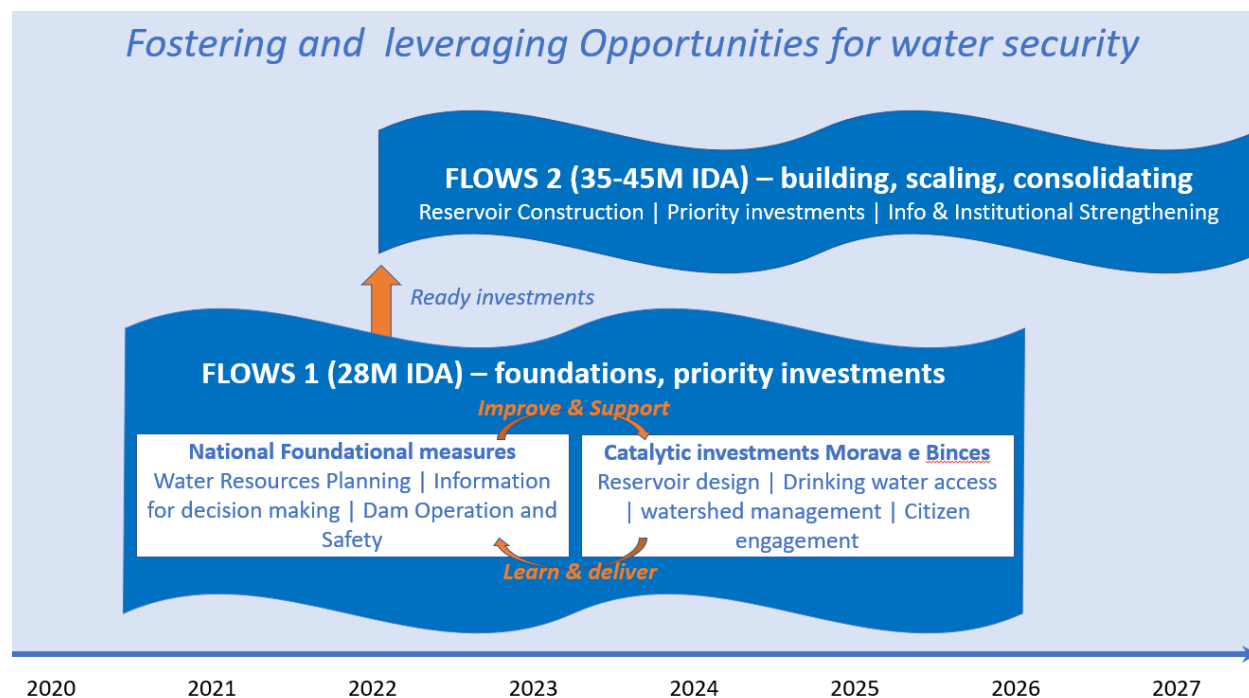 Fostering and  leveraging Opportunities for water security
FLOWS 2 (35-45M IDA) – building, scaling, consolidating
Reservoir Construction | Priority investments | Info & Institutional Strengthening
Ready investments
FLOWS 1 (28M IDA) – foundations, priority investments
Improve & Support
National Foundational measures
Water Resources Planning | Information
for decision making | Dam Operation and
Safety
Catalytic investments Morava e Binces
Reservoir design | Drinking water access
| watershed management | Citizen
engagement
Learn & deliver
2020 2021 2022 2023 2024 2025 2026 2027